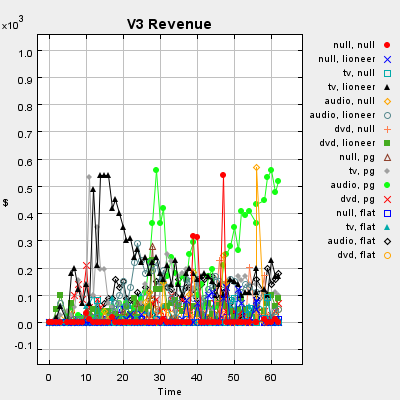 x10³
V3 Revenue
1.0
0.9
0.8
0.7
0.6
0.5
$
0.4
0.3
0.2
0.1
0.0
-0.1
0 10 20 30 40 50 60
Time
null, null
null, lioneer
tv, null
tv, lioneer
audio, null
audio, lioneer
dvd, null
dvd, lioneer
null, pg
tv, pg
audio, pg
dvd, pg
null, flat
tv, flat
audio, flat
dvd, flat